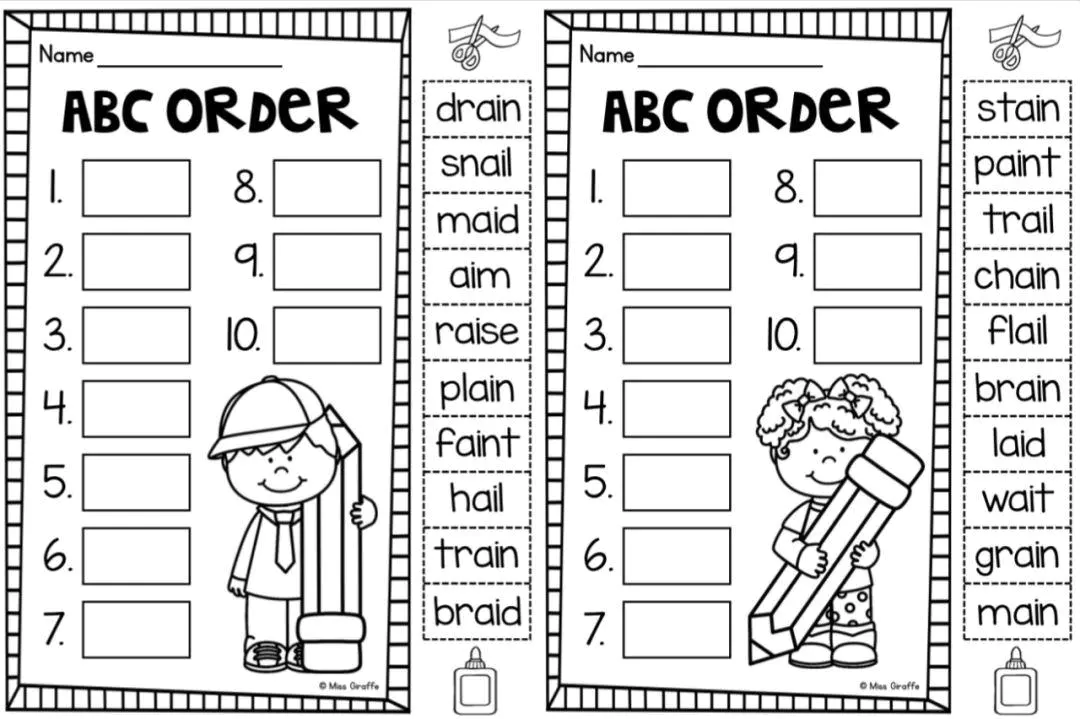 Name
ABC ORDER
1.
8.
2.
9.
3.
10.
4.
5.
6.
7.
© Miss Giraffe
drain
snail
maid
aim
raise
plain
faint
hail
train
braid
Name
ABC ORDER
1.
8.
2.
9.
3.
10.
4.
5.
6.
7.
© Miss Giraffe
stain
paint
trail
chain
flail
brain
laid
wait
grain
main